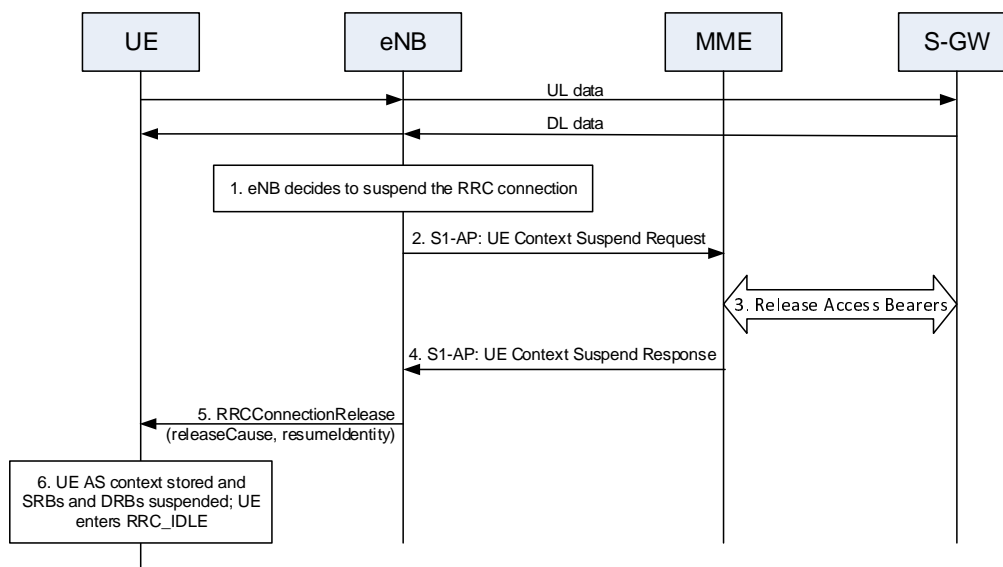 UE
eNB
MME
S-GW
UL data
DL data
1. eNB decides to suspend the RRC connection
2. S1-AP: UE Context Suspend Request
3. Release Access Bearers
4. S1-AP: UE Context Suspend Response
5. RRCConnectionRelease
(releaseCause, resumeIdentity)
6. UE AS context stored and
SRBs and DRBs suspended; UE
enters RRC_IDLE